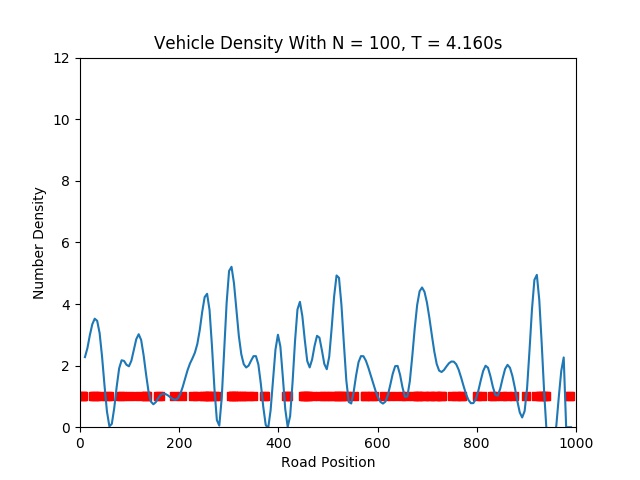 Vehicle Density With N = 100, T = 4.160s
12
10
8
6
4
2
0
Number Density
0 200 400 600 800 1000
Road Position